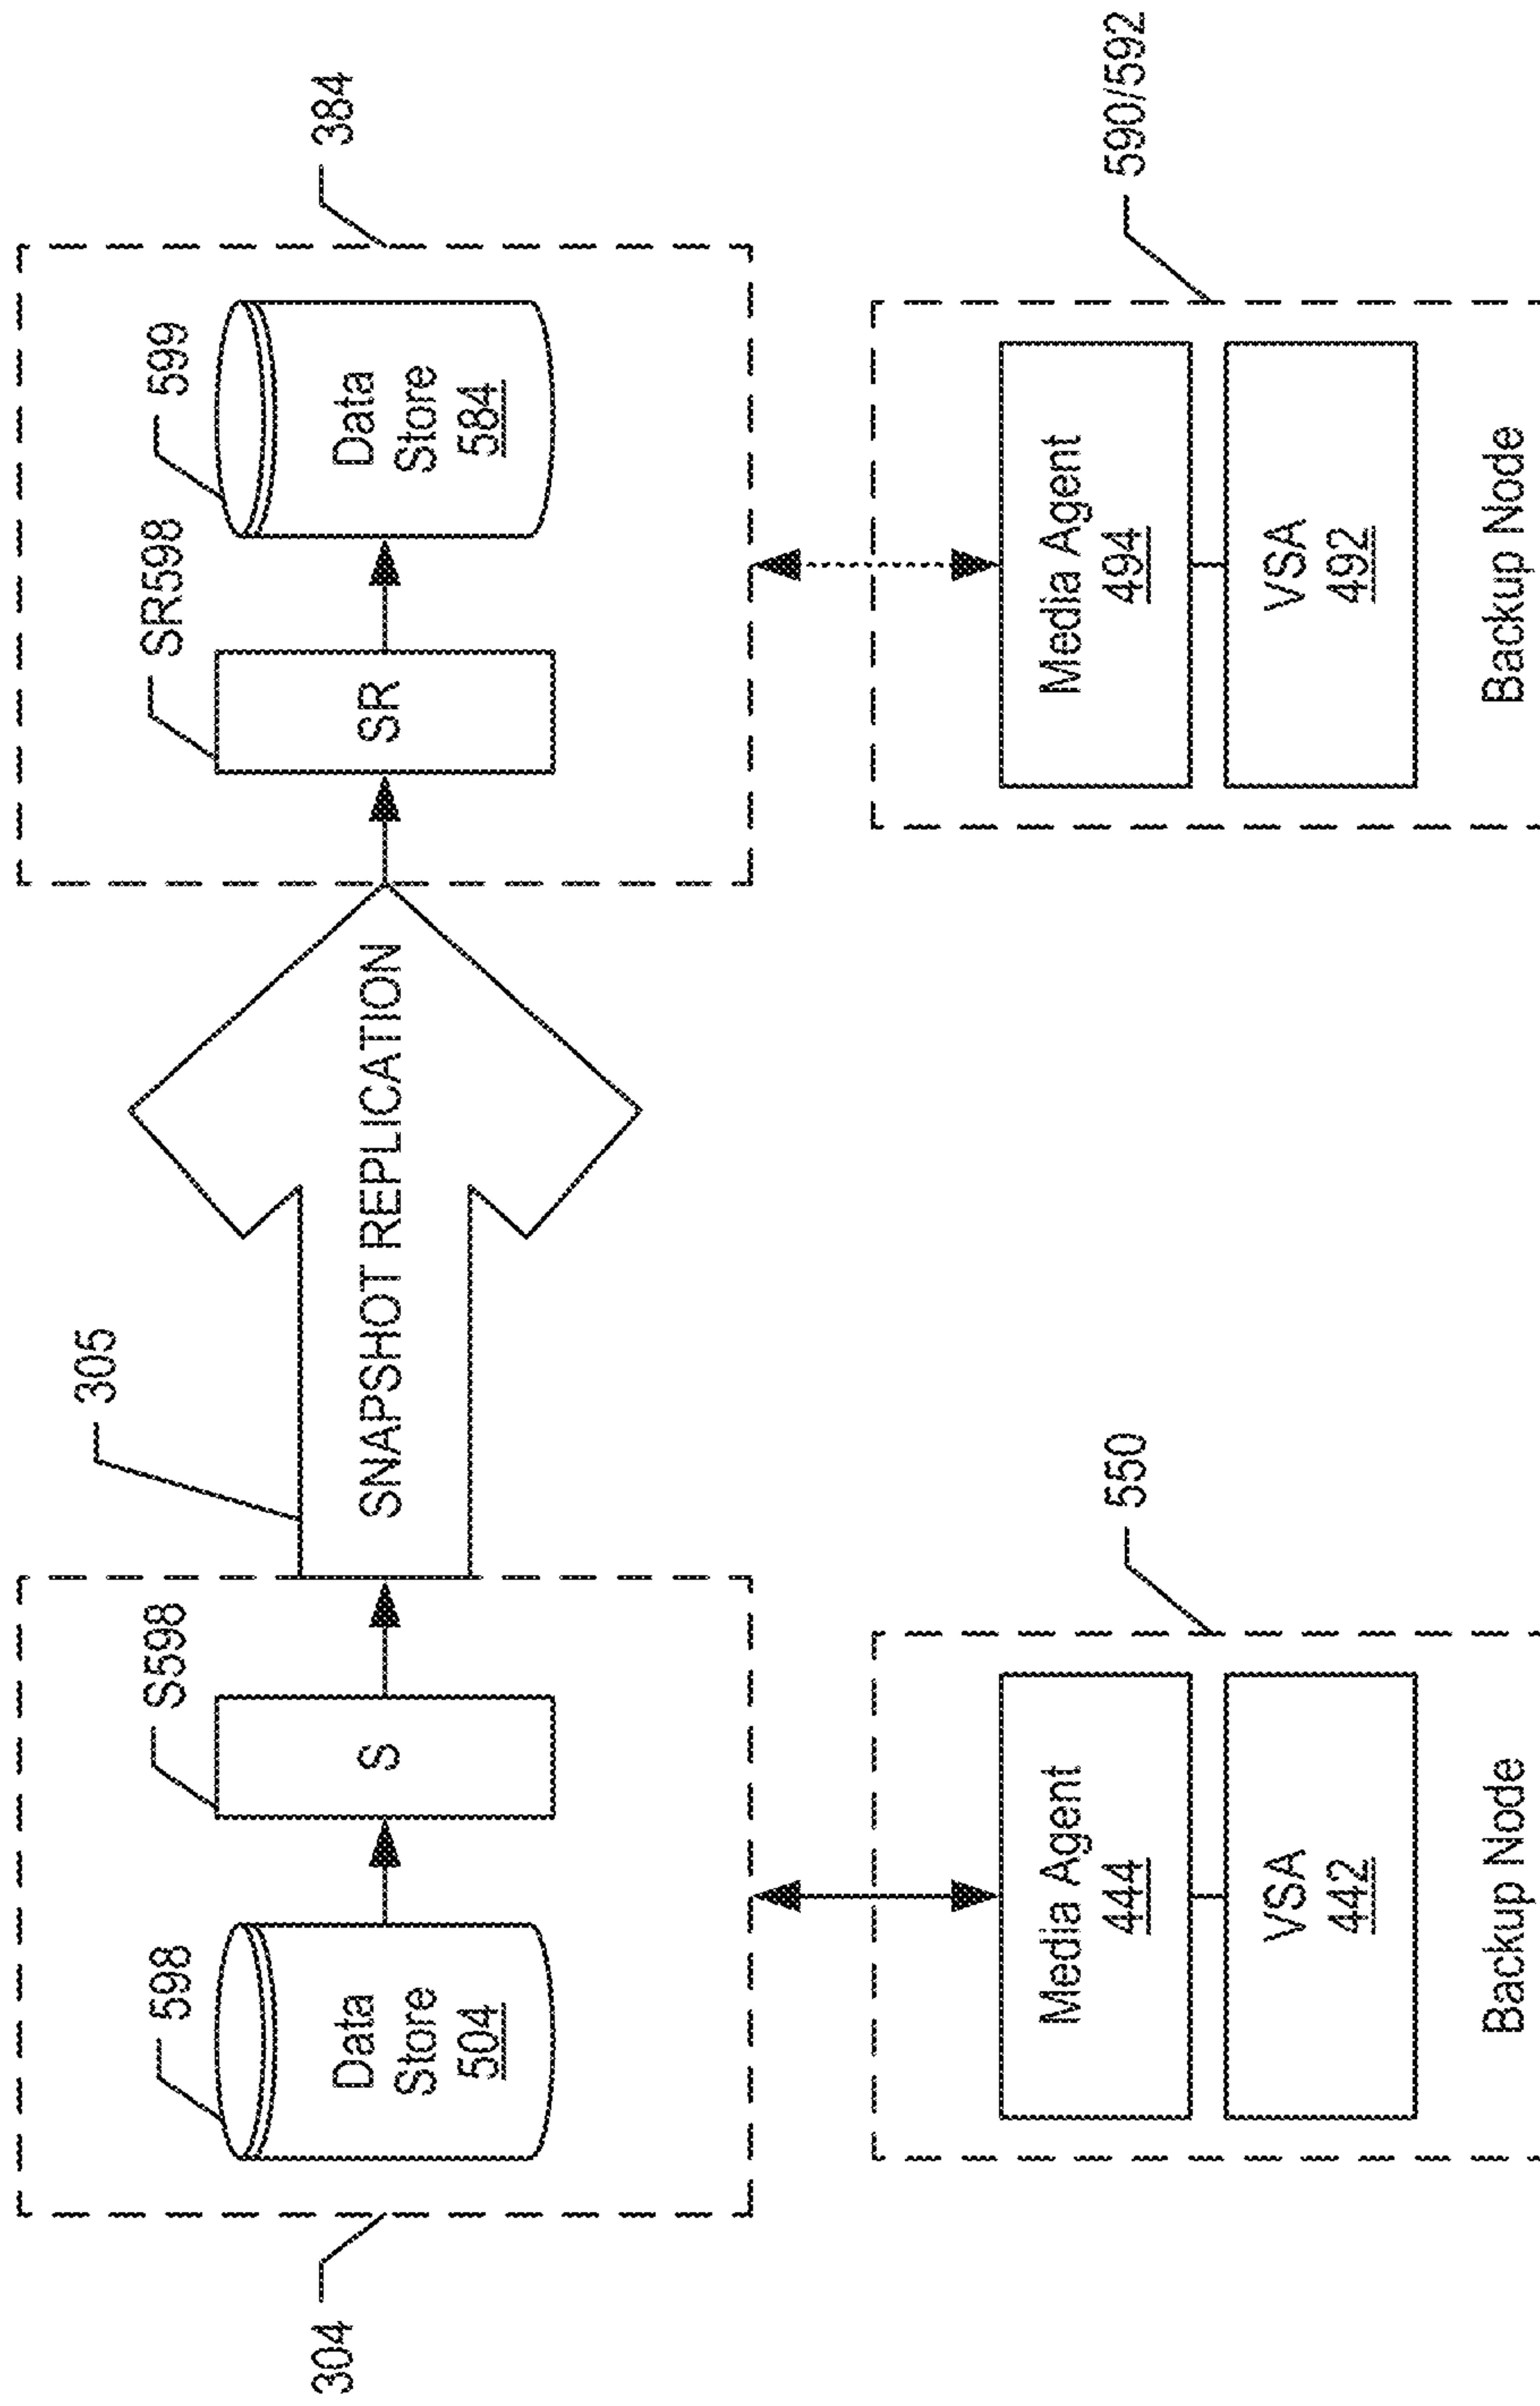 304
598
S598
305
SR598
599
384
Data
Store
504
S
SNAPSHOT REPLICATION
SR
Data
Store
584
550
590/592
Media Agent
444
VSA
442
Backup Node
Media Agent
494
VSA
492
Backup Node